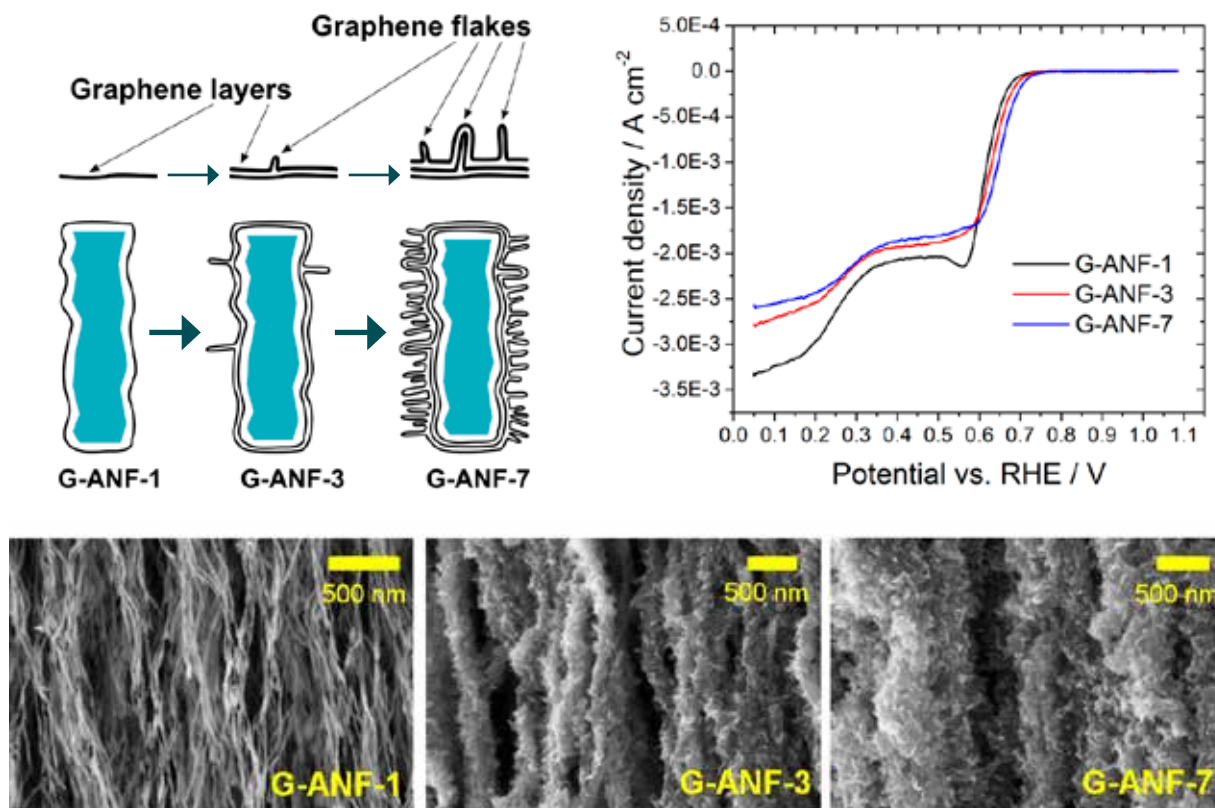 Graphene flakes
Graphene layers
G-ANF-1
G-ANF-3
G-ANF-7
5.0E-4
0.0
-5.0E-4
-1.0E-3
-1.5E-3
-2.0E-3
-2.5E-3
-3.0E-3
-3.5E-3
Current density / A cm⁻²
G-ANF-1
G-ANF-3
G-ANF-7
0.0 0.1 0.2 0.3 0.4 0.5 0.6 0.7 0.8 0.9 1.0 1.1
Potential vs. RHE / V
500 nm
G-ANF-1
500 nm
G-ANF-3
500 nm
G-ANF-7